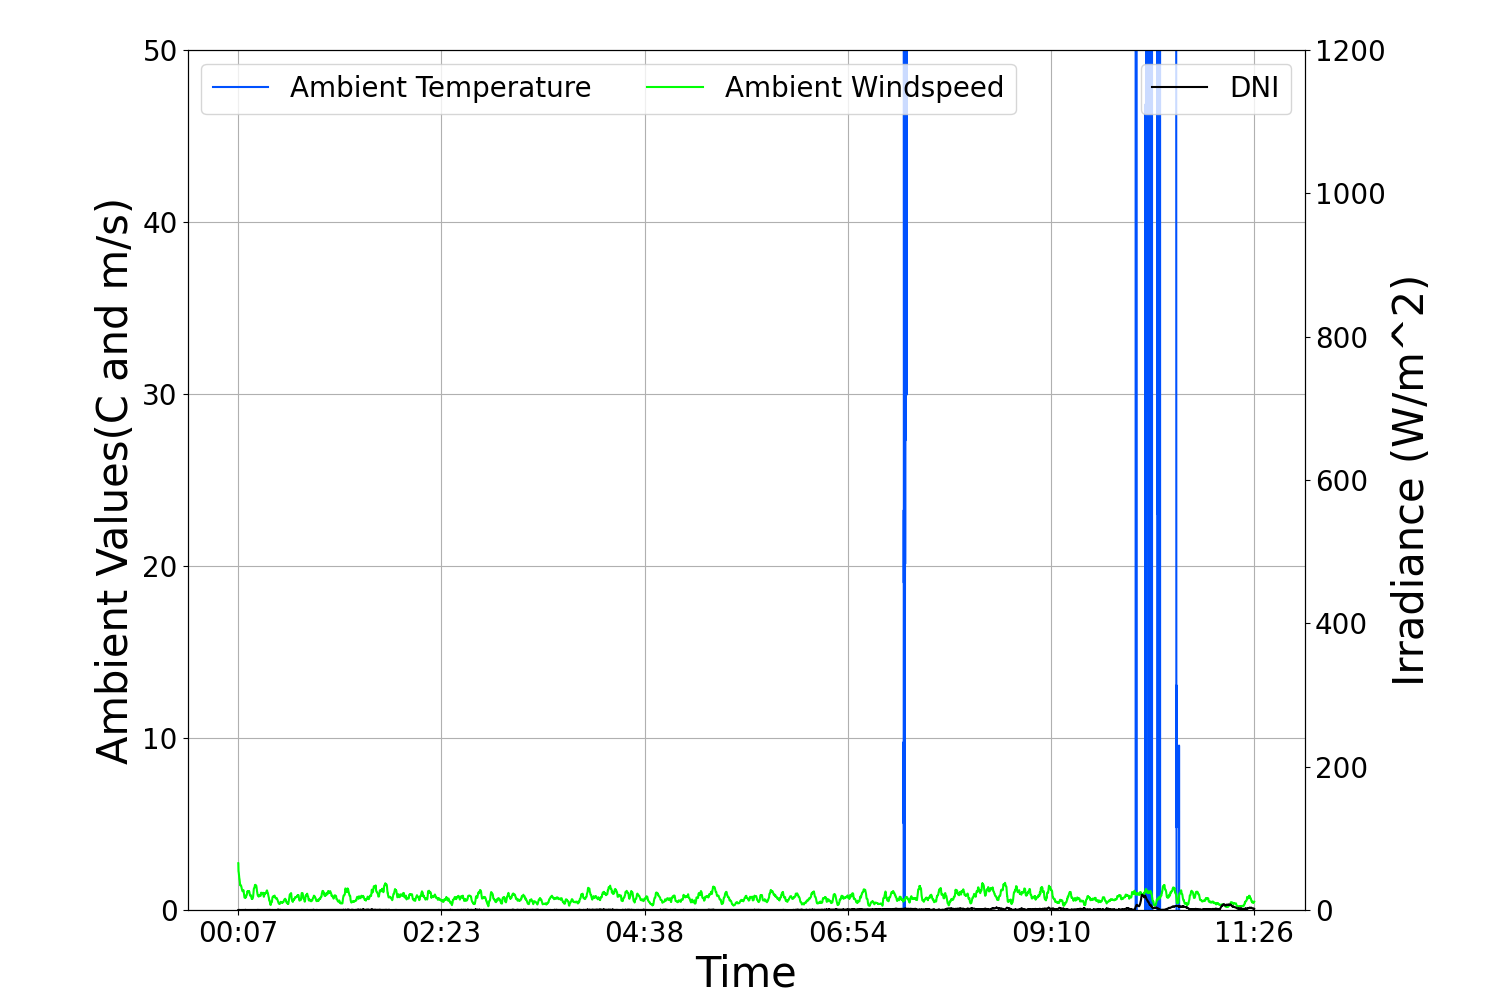 Ambient Temperature Ambient Windspeed DNI
Ambient Values(C and m/s)
50
40
30
20
10
0
1200
1000
800
600
400
200
0
Irradiance (W/m^2)
00:07 02:23 04:38 06:54 09:10 11:26
Time